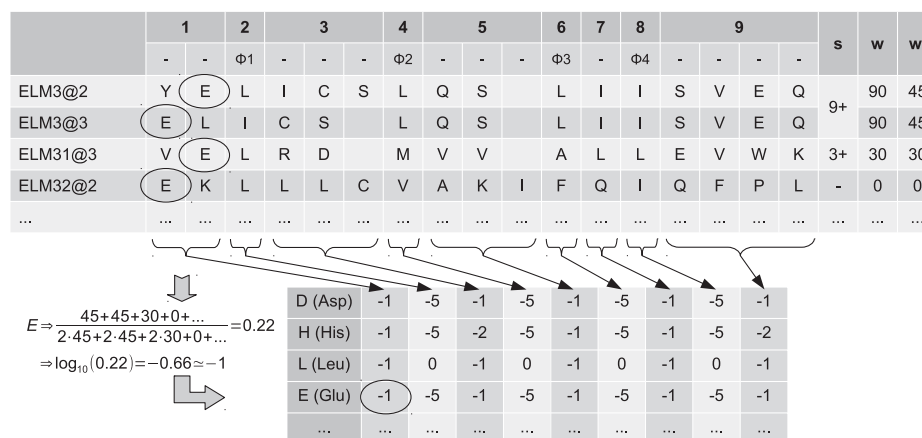 1 2 3 4 5 6 7 8 9 s w w
- - Φ1 - - - Φ2 - - - Φ3 - Φ4 - - - -
ELM3@2 Y E L I C S L Q S L I I S V E Q 9+ 90 45
ELM3@3 E L I C S L Q S L I I S V E Q 90 45
ELM31@3 V E L R D M V V A L L E V W K 3+ 30 30
ELM32@2 E K L L L C V A K I F Q I Q F P L - 0 0
... ... ... ... ... ... ... ... ... ... ... ... ... ... ... ... ... ... ... ... ...
D (Asp) -1 -5 -1 -5 -1 -5 -1 -5 -1
E⇒ 45+45+30+0+... / 2·45+2·45+2·30+0+... =0.22
H (His) -1 -5 -2 -5 -1 -5 -1 -5 -2
⇒log₁₀(0.22)=−0.66≃−1
L (Leu) -1 0 -1 0 -1 0 -1 0 -1
E (Glu) -1 -5 -1 -5 -1 -5 -1 -5 -1
... ... ... ... ... ... ... ... ... ...